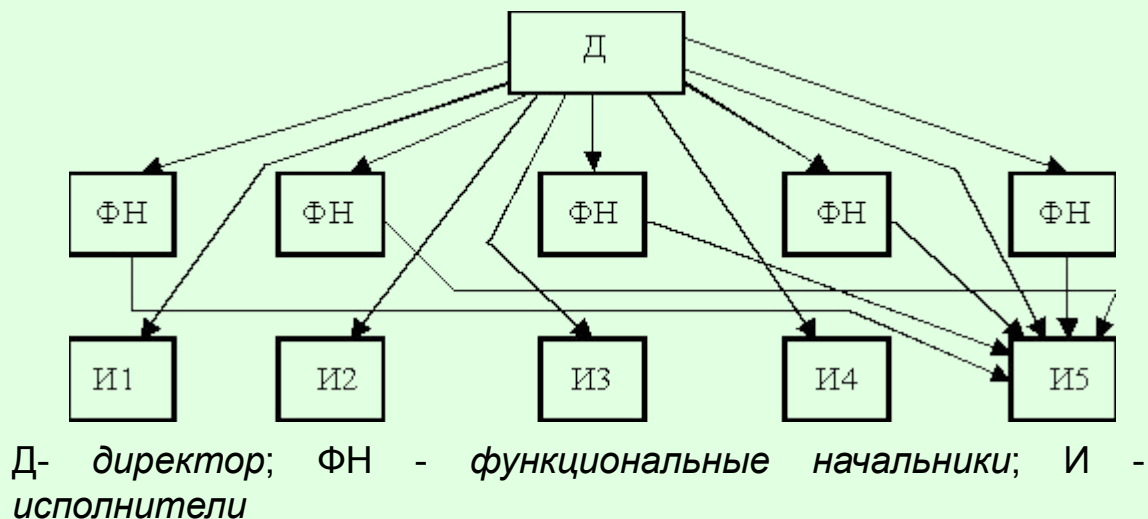 Д
ФН ФН ФН ФН ФН
И1 И2 И3 И4 И5
Д- директор; ФН - функциональные начальники; И -
исполнители